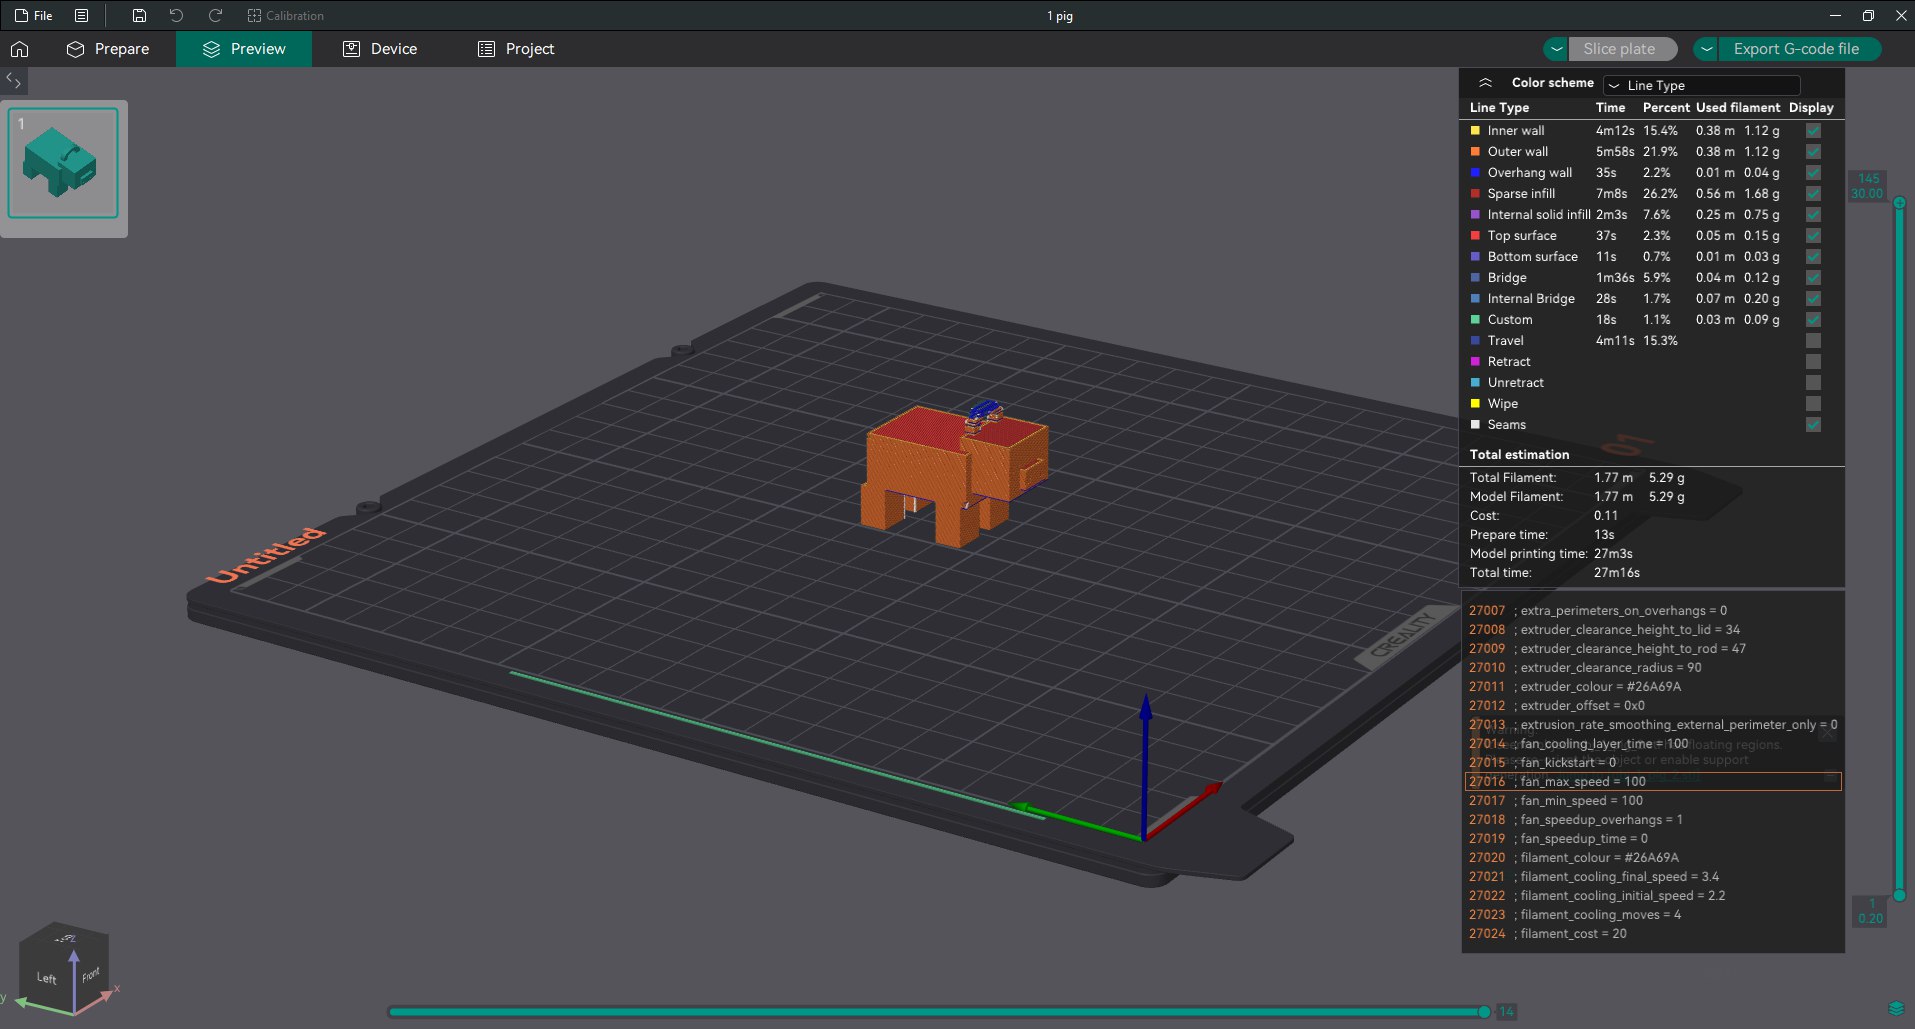 File
Calibration
1 pig
Prepare
Preview
Device
Project
Slice plate
Export G-code file
1
Color scheme
Line Type
Line Type Time Percent Used filament Display
Inner wall 4m12s 15.4% 0.38 m 1.12 g
Outer wall 5m58s 21.9% 0.38 m 1.12 g
Overhang wall 35s 2.2% 0.01 m 0.04 g
Sparse infill 7m8s 26.2% 0.56 m 1.68 g
Internal solid infill 2m3s 7.6% 0.25 m 0.75 g
Top surface 37s 2.3% 0.05 m 0.15 g
Bottom surface 11s 0.7% 0.01 m 0.03 g
Bridge 1m36s 5.9% 0.04 m 0.12 g
Internal Bridge 28s 1.7% 0.07 m 0.20 g
Custom 18s 1.1% 0.03 m 0.09 g
Travel 4m11s 15.3%
Retract
Unretract
Wipe
Seams
Total estimation
Total Filament: 1.77 m 5.29 g
Model Filament: 1.77 m 5.29 g
Cost: 0.11
Prepare time: 13s
Model printing time: 27m3s
Total time: 27m16s
145
30.00
01
Untitled
CREALITY
27007 ; extra_perimeters_on_overhangs = 0
27008 ; extruder_clearance_height_to_lid = 34
27009 ; extruder_clearance_height_to_rod = 47
27010 ; extruder_clearance_radius = 90
27011 ; extruder_colour = #26A69A
27012 ; extruder_offset = 0x0
27013 ; extrusion_rate_smoothing_external_perimeter_only = 0
27014 ; fan_cooling_layer_time = 100
27015 ; fan_kickstart = 0
27016 ; fan_max_speed = 100
27017 ; fan_min_speed = 100
27018 ; fan_speedup_overhangs = 1
27019 ; fan_speedup_time = 0
27020 ; filament_colour = #26A69A
27021 ; filament_cooling_final_speed = 3.4
27022 ; filament_cooling_initial_speed = 2.2
27023 ; filament_cooling_moves = 4
27024 ; filament_cost = 20
Warning:
floating regions.
object or enable support
1
0.20
Left
Front
y
z
x
14